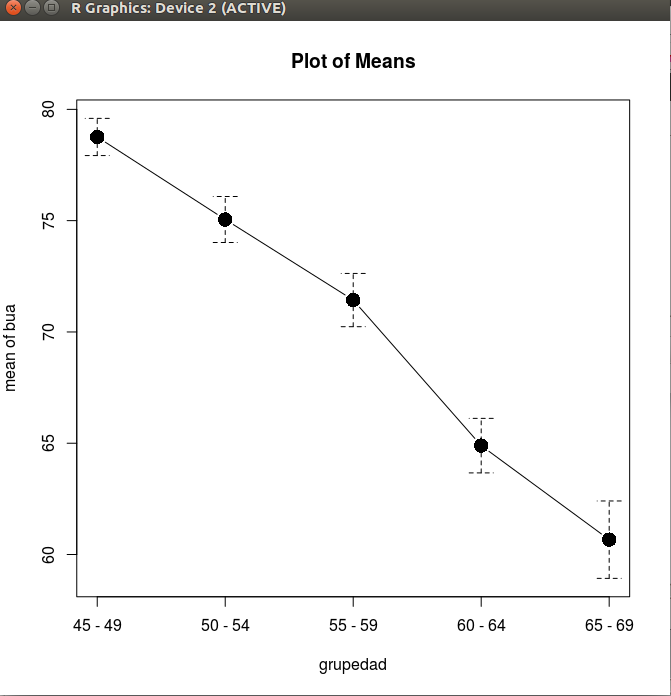 R Graphics: Device 2 (ACTIVE)
Plot of Means
80
75
70
65
60
mean of bua
45 - 49
50 - 54
55 - 59
60 - 64
65 - 69
grupedad